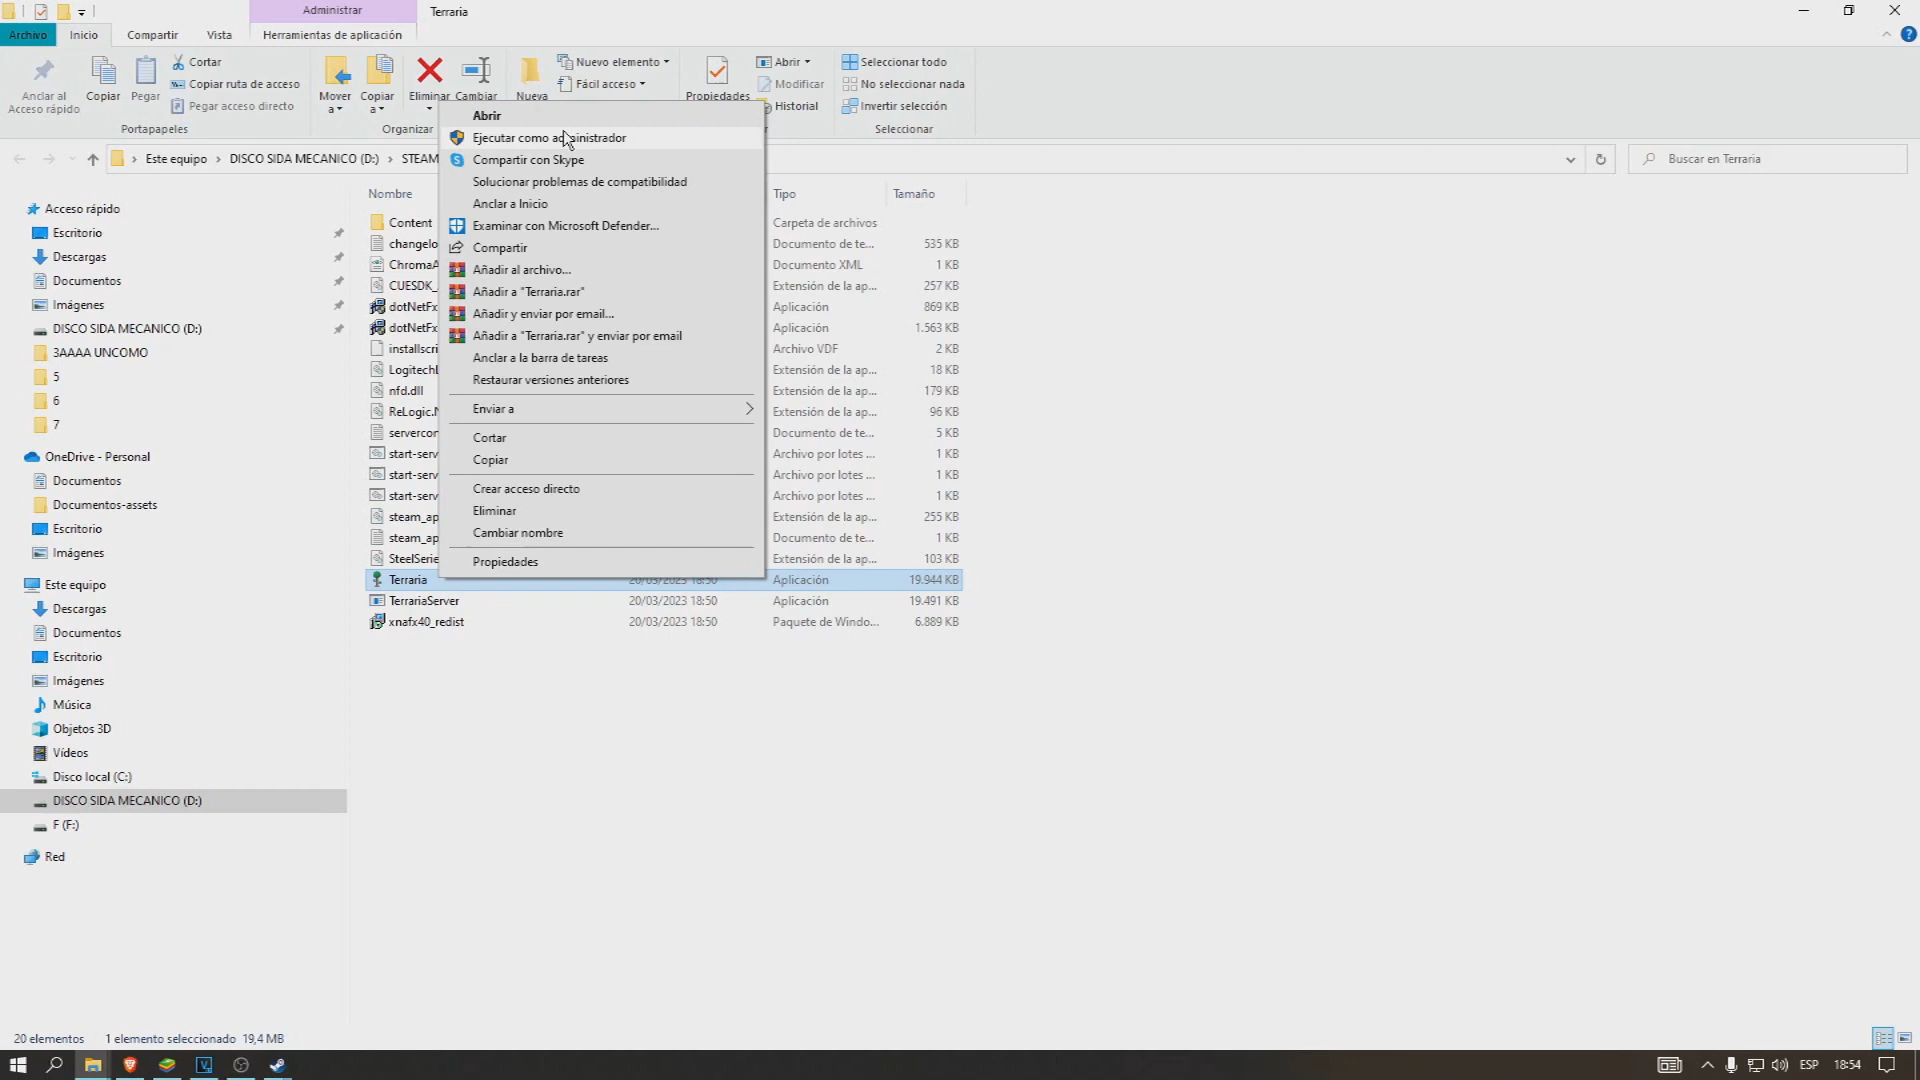 Administrar
Terraria
Archivo
Inicio
Compartir
Vista
Herramientas de aplicación
Anclar al
Acceso rápido
Copiar
Pegar
Cortar
Copiar ruta de acceso
Pegar acceso directo
Portapapeles
Mover
a
Copiar
a
Eliminar
Cambiar
Organizar
Nueva
Nuevo elemento
Fácil acceso
Propiedades
Abrir
Modificar
Historial
Seleccionar todo
No seleccionar nada
Invertir selección
Seleccionar
Este equipo
DISCO SIDA MECANICO (D:)
STEAM
Buscar en Terraria
Acceso rápido
Escritorio
Descargas
Documentos
Imágenes
DISCO SIDA MECANICO (D:)
3AAAA UNCOMO
5
6
7
OneDrive - Personal
Documentos
Documentos-assets
Escritorio
Imágenes
Este equipo
Descargas
Documentos
Escritorio
Imágenes
Música
Objetos 3D
Vídeos
Disco local (C:)
DISCO SIDA MECANICO (D:)
F (F:)
Red
Nombre
Tipo
Tamaño
Content
Carpeta de archivos
changelo
Documento de te...
535 KB
ChromaA
Documento XML
1 KB
CUESDK_
Extensión de la ap...
257 KB
dotNetFx
Aplicación
869 KB
dotNetFx
Aplicación
1.563 KB
installscri
Archivo VDF
2 KB
LogitechL
Extensión de la ap...
18 KB
nfd.dll
Extensión de la ap...
179 KB
ReLogic.N
Extensión de la ap...
96 KB
servercon
Documento de te...
5 KB
start-serv
Archivo por lotes ...
1 KB
start-serv
Archivo por lotes ...
1 KB
start-serv
Archivo por lotes ...
1 KB
steam_ap
Extensión de la ap...
255 KB
steam_ap
Documento de te...
1 KB
SteelSerie
Extensión de la ap...
103 KB
Terraria
20/03/2023 18:50
Aplicación
19.944 KB
TerrariaServer
20/03/2023 18:50
Aplicación
19.491 KB
xnafx40_redist
20/03/2023 18:50
Paquete de Windo...
6.889 KB
Abrir
Ejecutar como administrador
Compartir con Skype
Solucionar problemas de compatibilidad
Anclar a Inicio
Examinar con Microsoft Defender...
Compartir
Añadir al archivo...
Añadir a "Terraria.rar"
Añadir y enviar por email...
Añadir a "Terraria.rar" y enviar por email
Anclar a la barra de tareas
Restaurar versiones anteriores
Enviar a
Cortar
Copiar
Crear acceso directo
Eliminar
Cambiar nombre
Propiedades
20 elementos
1 elemento seleccionado 19,4 MB
ESP
18:54